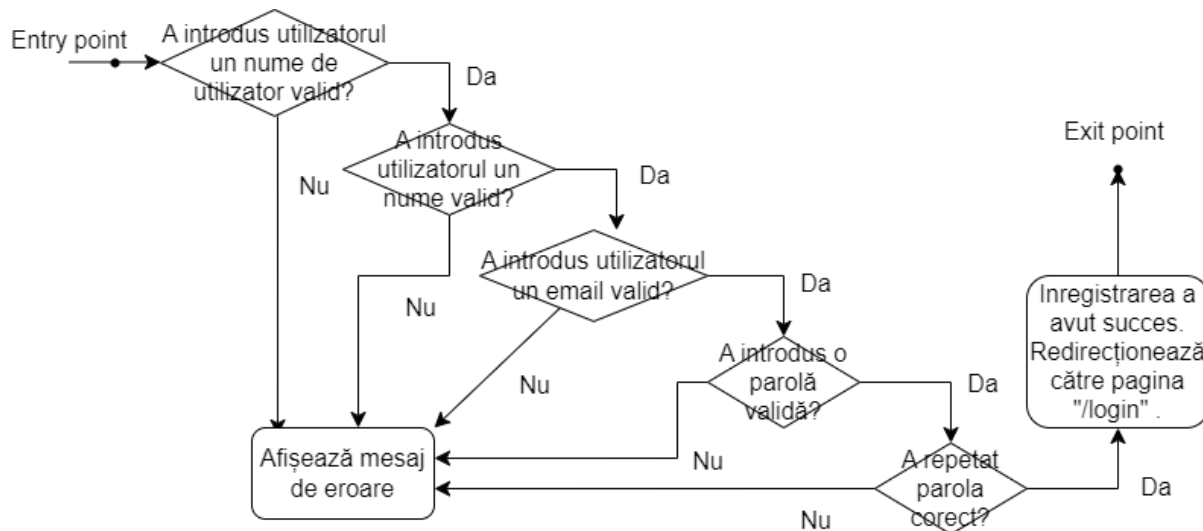 Entry point
A introdus utilizatorul
un nume de
utilizator valid?
Da
Nu
A introdus
utilizatorul un
nume valid?
Da
Nu
A introdus utilizatorul
un email valid?
Da
Nu
A introdus o
parolă
validă?
Da
Nu
A repetat
parola
corect?
Da
Nu
Afișează mesaj
de eroare
Inregistrarea a
avut succes.
Redirecționează
către pagina
"/login" .
Exit point